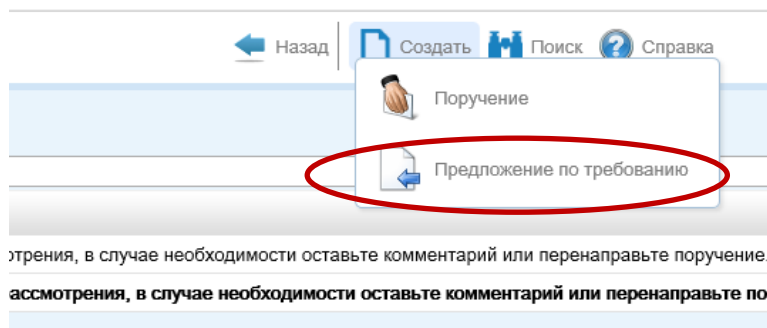 Назад Создать Поиск Справка
Поручение
Предложение по требованию
отрения, в случае необходимости оставьте комментарий или перенаправьте поручение.
ассмотрения, в случае необходимости оставьте комментарий или перенаправьте по